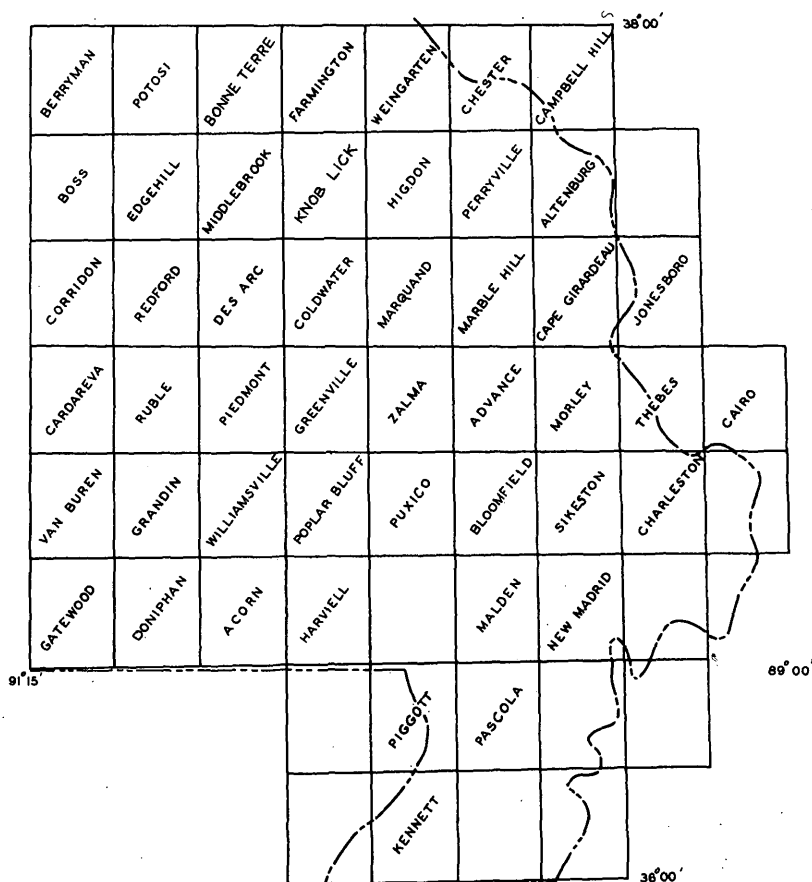 38°00'
BERRYMAN
POTOSI
BONNE TERRE
FARMINGTON
WEINGARTEN
CHESTER
CAMPBELL HILL
BOSS
EDGEHILL
MIDDLEBROOK
KNOB LICK
HIGDON
PERRYVILLE
ALTENBURG
CORRIDON
REDFORD
DES ARC
COLDWATER
MARQUAND
MARBLE HILL
CAPE GIRARDEAU
JONESBORO
CARDAREVA
RUBLE
PIEDMONT
GREENVILLE
ZALMA
ADVANCE
MORLEY
THEBES
CAIRO
VAN BUREN
GRANDIN
WILLIAMSVILLE
POPLAR BLUFF
PUXICO
BLOOMFIELD
SIKESTON
CHARLESTON
GATEWOOD
DONIPHAN
ACORN
HARVIELL
MALDEN
NEW MADRID
91°15'
89°00'
PIGGOTT
PASCOLA
KENNETT
36°00'